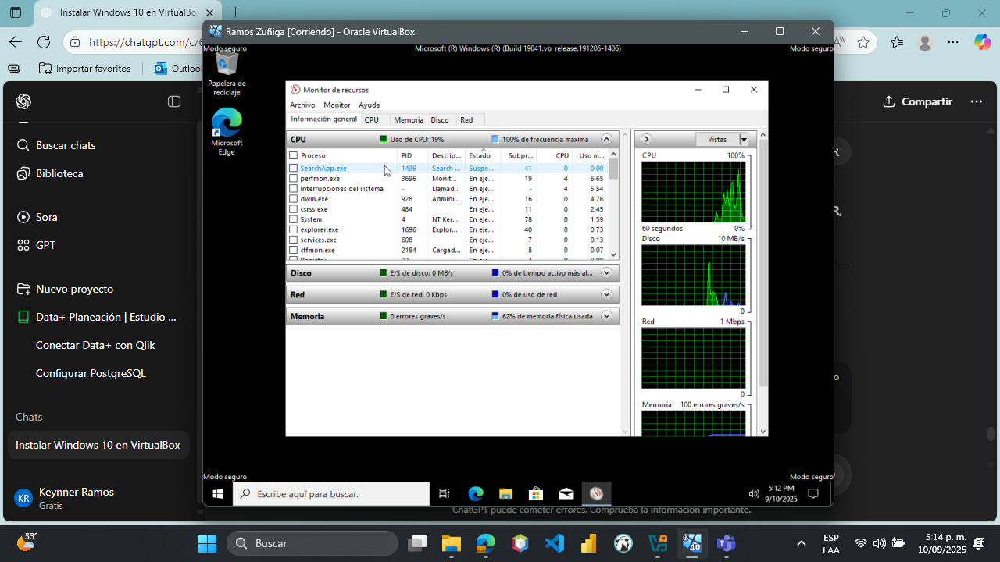 Instalar Windows 10 en VirtualBo
https://chatgpt.com/c/6
Importar favoritos
Outloo
Ramos Zuñiga [Corriendo] - Oracle VirtualBox
Modo seguro
Microsoft (R) Windows (R) (Build 19041.vb_release.191206-1406)
Modo seguro
Papelera de
reciclaje
Microsoft
Edge
Monitor de recursos
Archivo Monitor Ayuda
Información general CPU Memoria Disco Red
CPU Uso de CPU: 19% 100% de frecuencia máxima
Proceso PID Descrip... Estado Subpr... CPU Uso m...
SearchApp.exe 1436 Search ... Suspe... 41 0 0.00
perfmon.exe 3696 Monit... En eje... 19 4 6.65
Interrupciones del sistema - Llamad... En eje... - 4 5.54
dwm.exe 928 Admini... En eje... 16 0 4.76
csrss.exe 484 En eje... 11 0 2.45
System 4 NT Ker... En eje... 78 0 1.59
explorer.exe 1696 Explor... En eje... 40 0 0.73
services.exe 608 En eje... 7 0 0.13
ctfmon.exe 2184 Cargad... En eje... 8 0 0.07
Disco E/S de disco: 0 MB/s 0% de tiempo activo más al...
Red E/S de red: 0 Kbps 0% de uso de red
Memoria 0 errores graves/s 62% de memoria física usada
Vistas
CPU 100%
60 segundos 0%
Disco 10 MB/s
0
Red 1 Mbps
0
Memoria 100 errores graves/s
Modo seguro
Modo seguro
Escribe aquí para buscar.
5:12 PM
9/10/2025
Compartir
R
R,
o
Buscar chats
Biblioteca
Sora
GPT
Nuevo proyecto
Data+ Planeación | Estudio ...
Conectar Data+ con Qlik
Configurar PostgreSQL
Chats
Instalar Windows 10 en VirtualBox
KR
Keynner Ramos
Gratis
ChatGPT puede cometer errores. Comprueba la información importante.
33°
Buscar
ESP
LAA
5:14 p. m.
10/09/2025